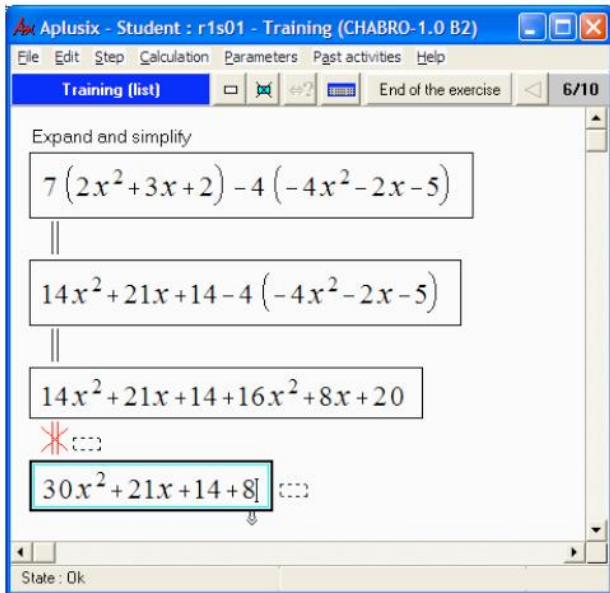 Aplusix - Student : r1s01 - Training (CHABRO-1.0 B2)
File Edit Step Calculation Parameters Past activities Help
Training (list) ⇔? End of the exercise 6/10
Expand and simplify
7(2x²+3x+2)-4(-4x²-2x-5)
||
14x²+21x+14-4(-4x²-2x-5)
||
14x²+21x+14+16x²+8x+20
30x²+21x+14+8
State : Ok